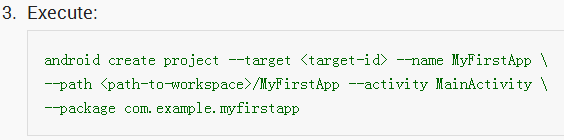 3. Execute:
android create project --target <target-id> --name MyFirstApp \
--path <path-to-workspace>/MyFirstApp --activity MainActivity \
--package com.example.myfirstapp